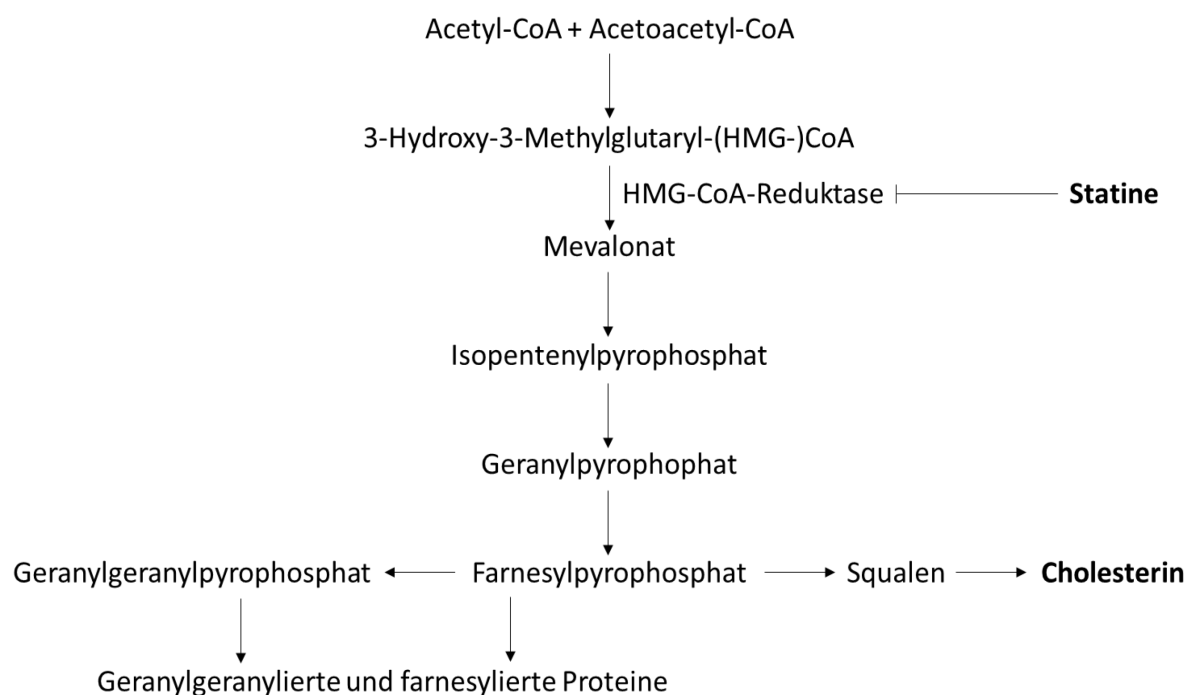 Acetyl-CoA + Acetoacetyl-CoA
3-Hydroxy-3-Methylglutaryl-(HMG-)CoA
HMG-CoA-Reduktase Statine
Mevalonat
Isopentenylpyrophosphat
Geranylpyrophophat
Geranylgeranylpyrophosphat Farnesylpyrophosphat Squalen Cholesterin
Geranylgeranylierte und farnesylierte Proteine